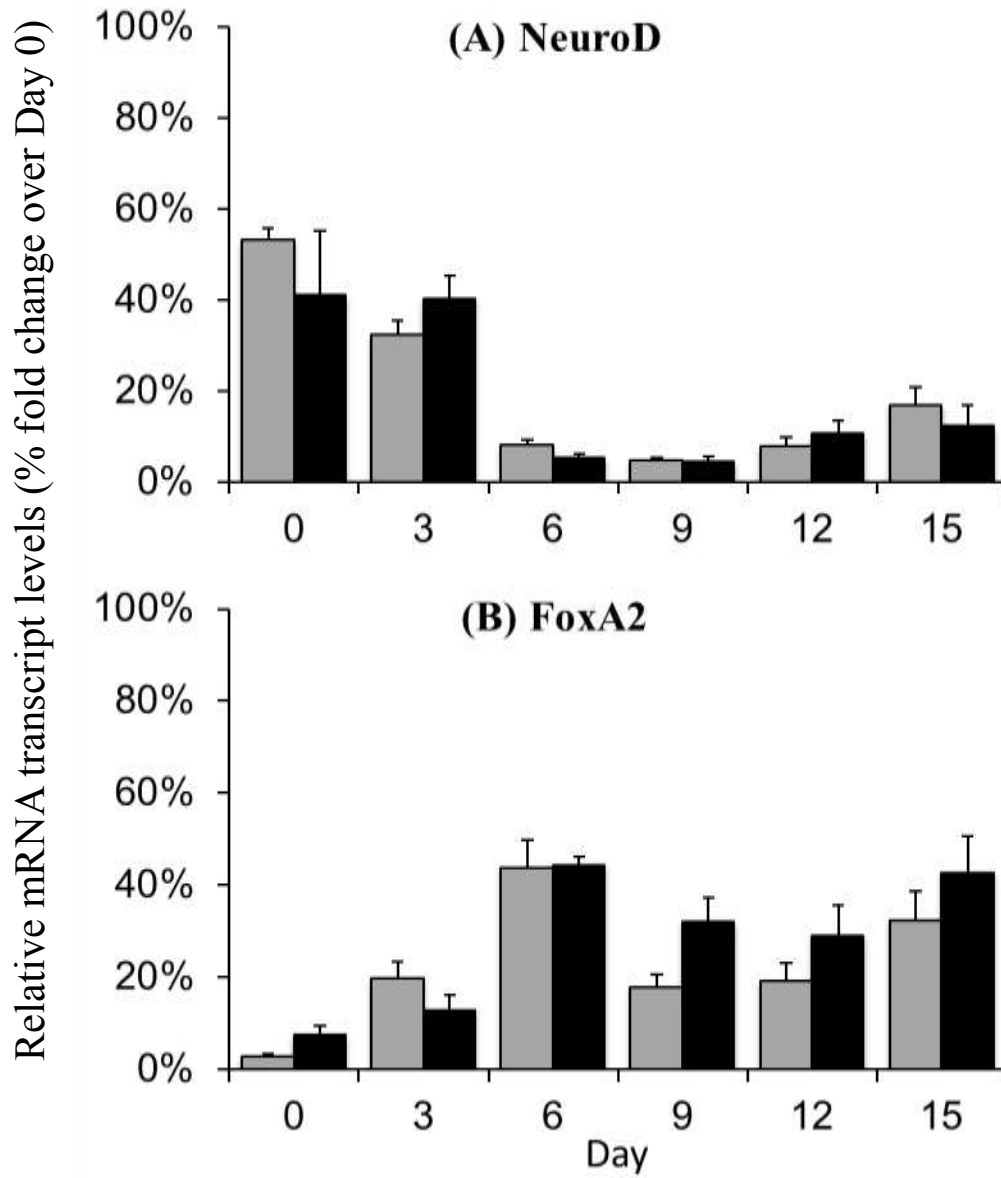 Relative mRNA transcript levels (% fold change over Day 0)
(A) NeuroD
100%
80%
60%
40%
20%
0%
0 3 6 9 12 15
(B) FoxA2
100%
80%
60%
40%
20%
0%
0 3 6 9 12 15
Day